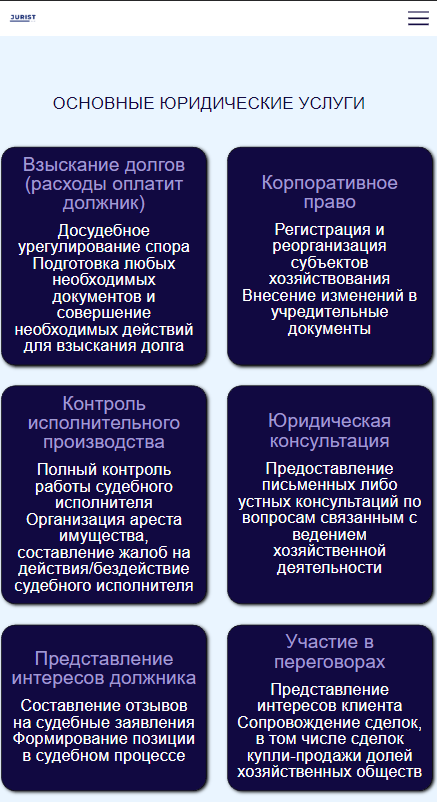 JURIST
ОСНОВНЫЕ ЮРИДИЧЕСКИЕ УСЛУГИ
Взыскание долгов
(расходы оплатит
должник)
Досудебное
урегулирование спора
Подготовка любых
необходимых
документов и
совершение
необходимых действий
для взыскания долга
Корпоративное
право
Регистрация и
реорганизация
субъектов
хозяйствования
Внесение изменений в
учредительные
документы
Контроль
исполнительного
производства
Полный контроль
работы судебного
исполнителя
Организация ареста
имущества,
составление жалоб на
действия/бездействие
судебного исполнителя
Юридическая
консультация
Предоставление
письменных либо
устных консультаций по
вопросам связанным с
ведением
хозяйственной
деятельности
Представление
интересов должника
Составление отзывов
на судебные заявления
Формирование позиции
в судебном процессе
Участие в
переговорах
Представление
интересов клиента
Сопровождение сделок,
в том числе сделок
купли-продажи долей
хозяйственных обществ